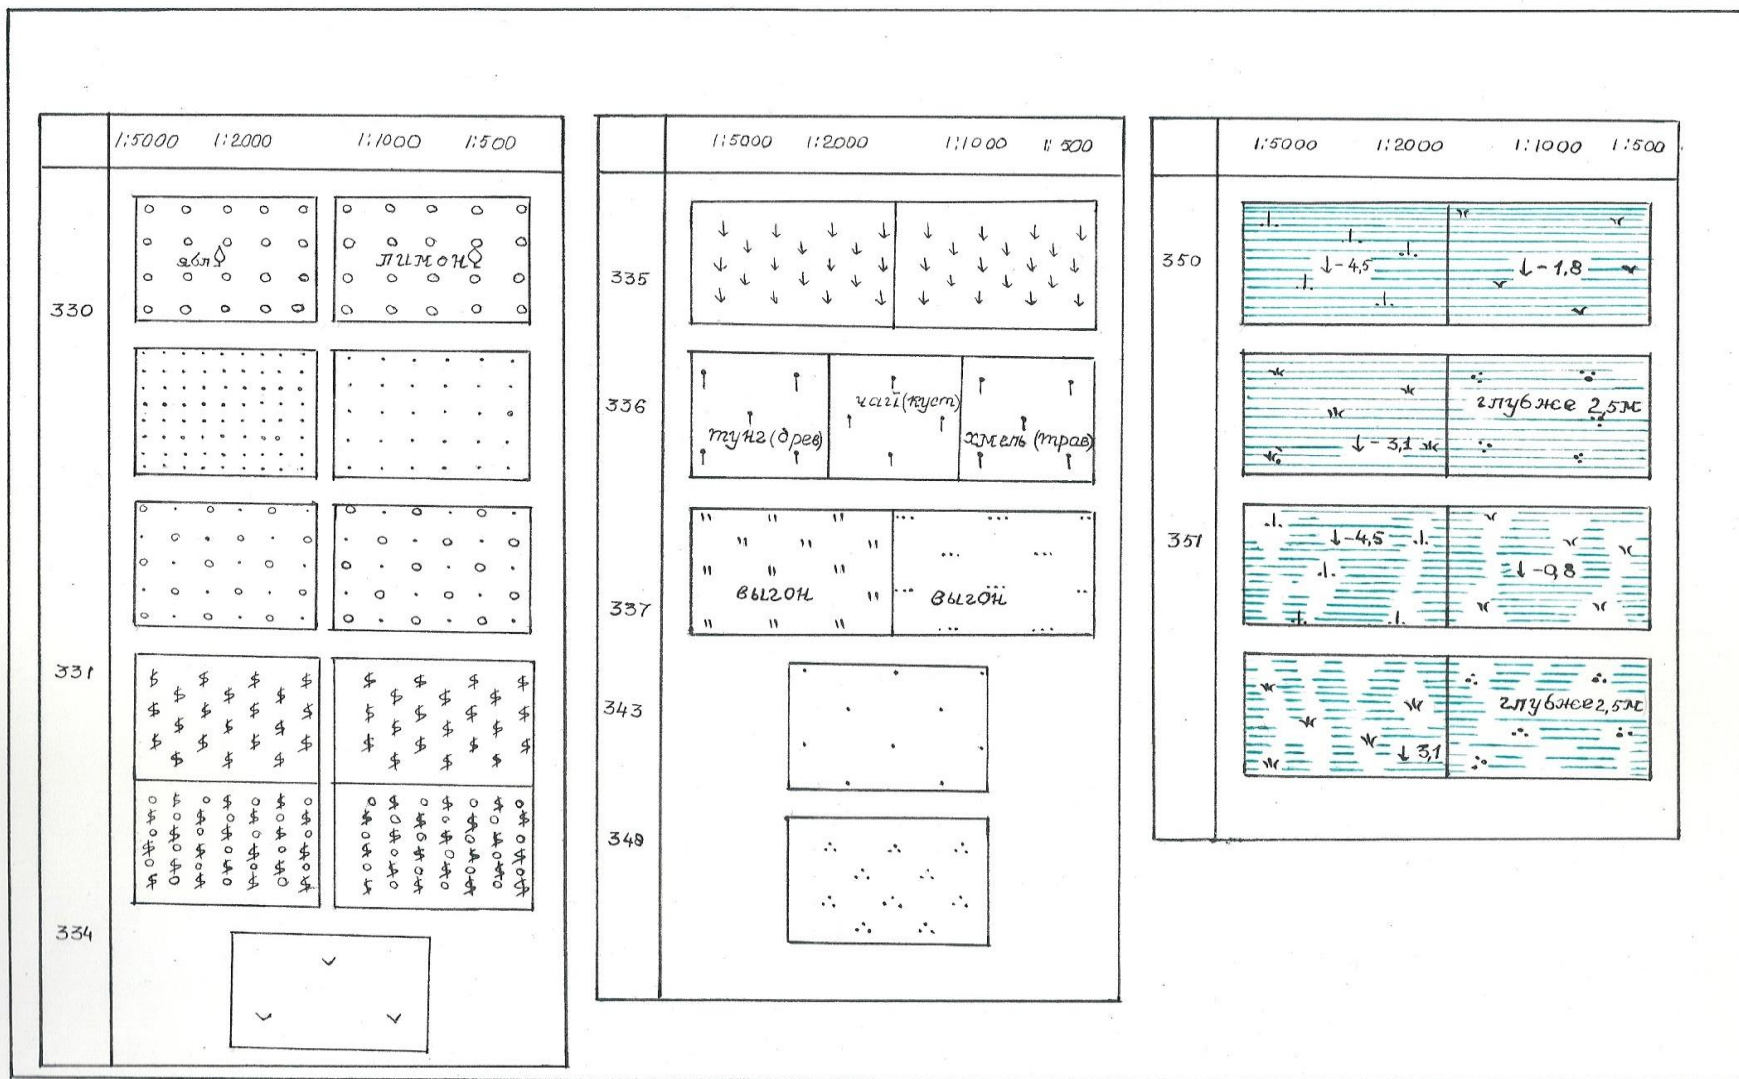 1:5000 1:2000 1:1000 1:500
330
ябл
лимон
331
334
1:5000 1:2000 1:1000 1:500
335
336
тунг (древ)
чай (куст)
хмель (трав)
337
выгон
выгон
343
349
1:5000 1:2000 1:1000 1:500
350
-4,5
-1,8
-3,1
глубже 2,5м
351
-4,5
-0,8
3,1
глубже 2,5м